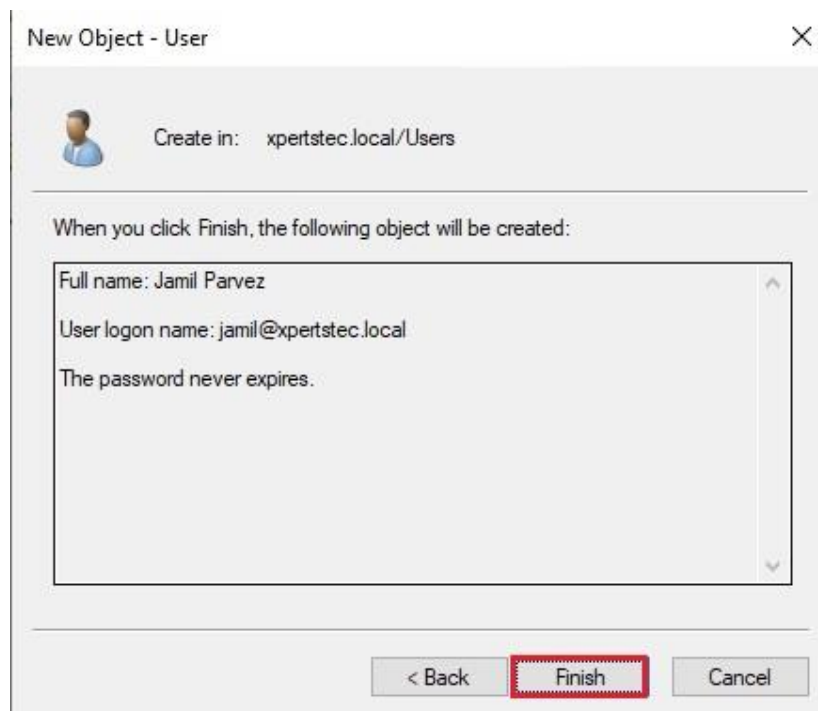 New Object - User
Create in: xpertstec.local/Users
When you click Finish, the following object will be created:
Full name: Jamil Parvez
User logon name: jamil@xpertstec.local
The password never expires.
< Back Finish Cancel